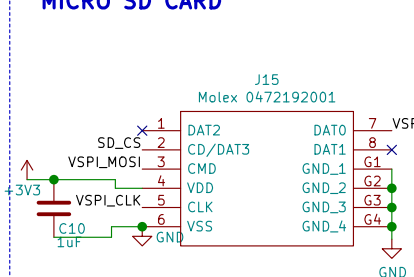 MICRO SD CARD
J15
Molex 0472192001
1 DAT2 DAT0 7 VSP
SD_CS 2 CD/DAT3 DAT1 8
VSPI_MOSI 3 CMD GND_1 G1
+3V3 4 VDD GND_2 G2
VSPI_CLK 5 CLK GND_3 G3
6 VSS GND_4 G4
C10
1uF
GND
GND